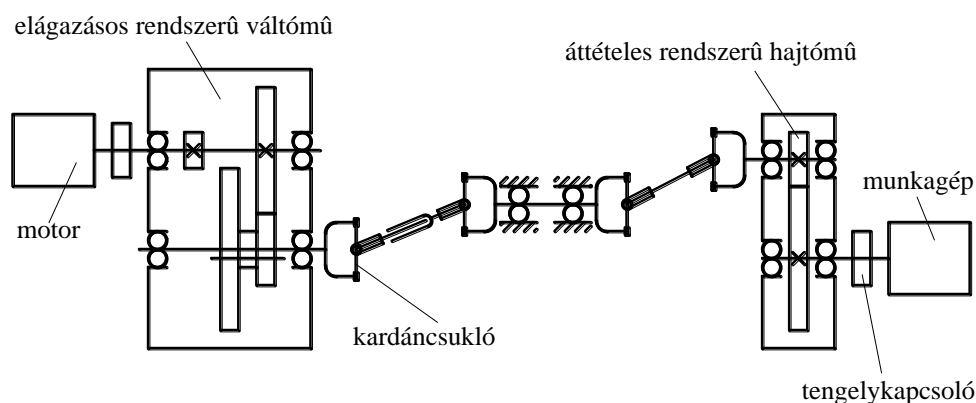 elágazásos rendszerû váltómû
áttételes rendszerû hajtómû
munkagép
motor
kardáncsukló
tengelykapcsoló